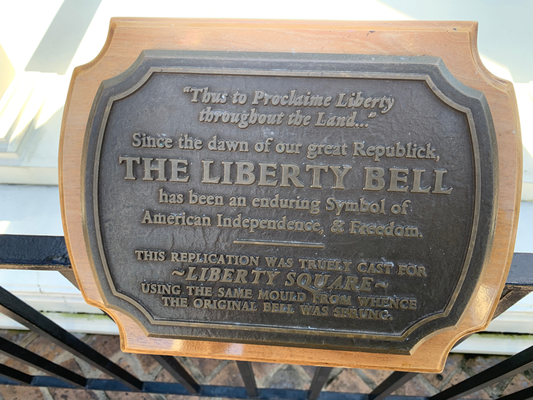 "Thus to Proclaime Liberty
throughout the Land..."
Since the dawn of our great Republick,
THE LIBERTY BELL
has been an enduring Symbol of
American Independence, & Freedom.
THIS REPLICATION WAS TRUELY CAST FOR
~LIBERTY SQUARE~
USING THE SAME MOULD FROM WHENCE
THE ORIGINAL BELL WAS SPRUNG.